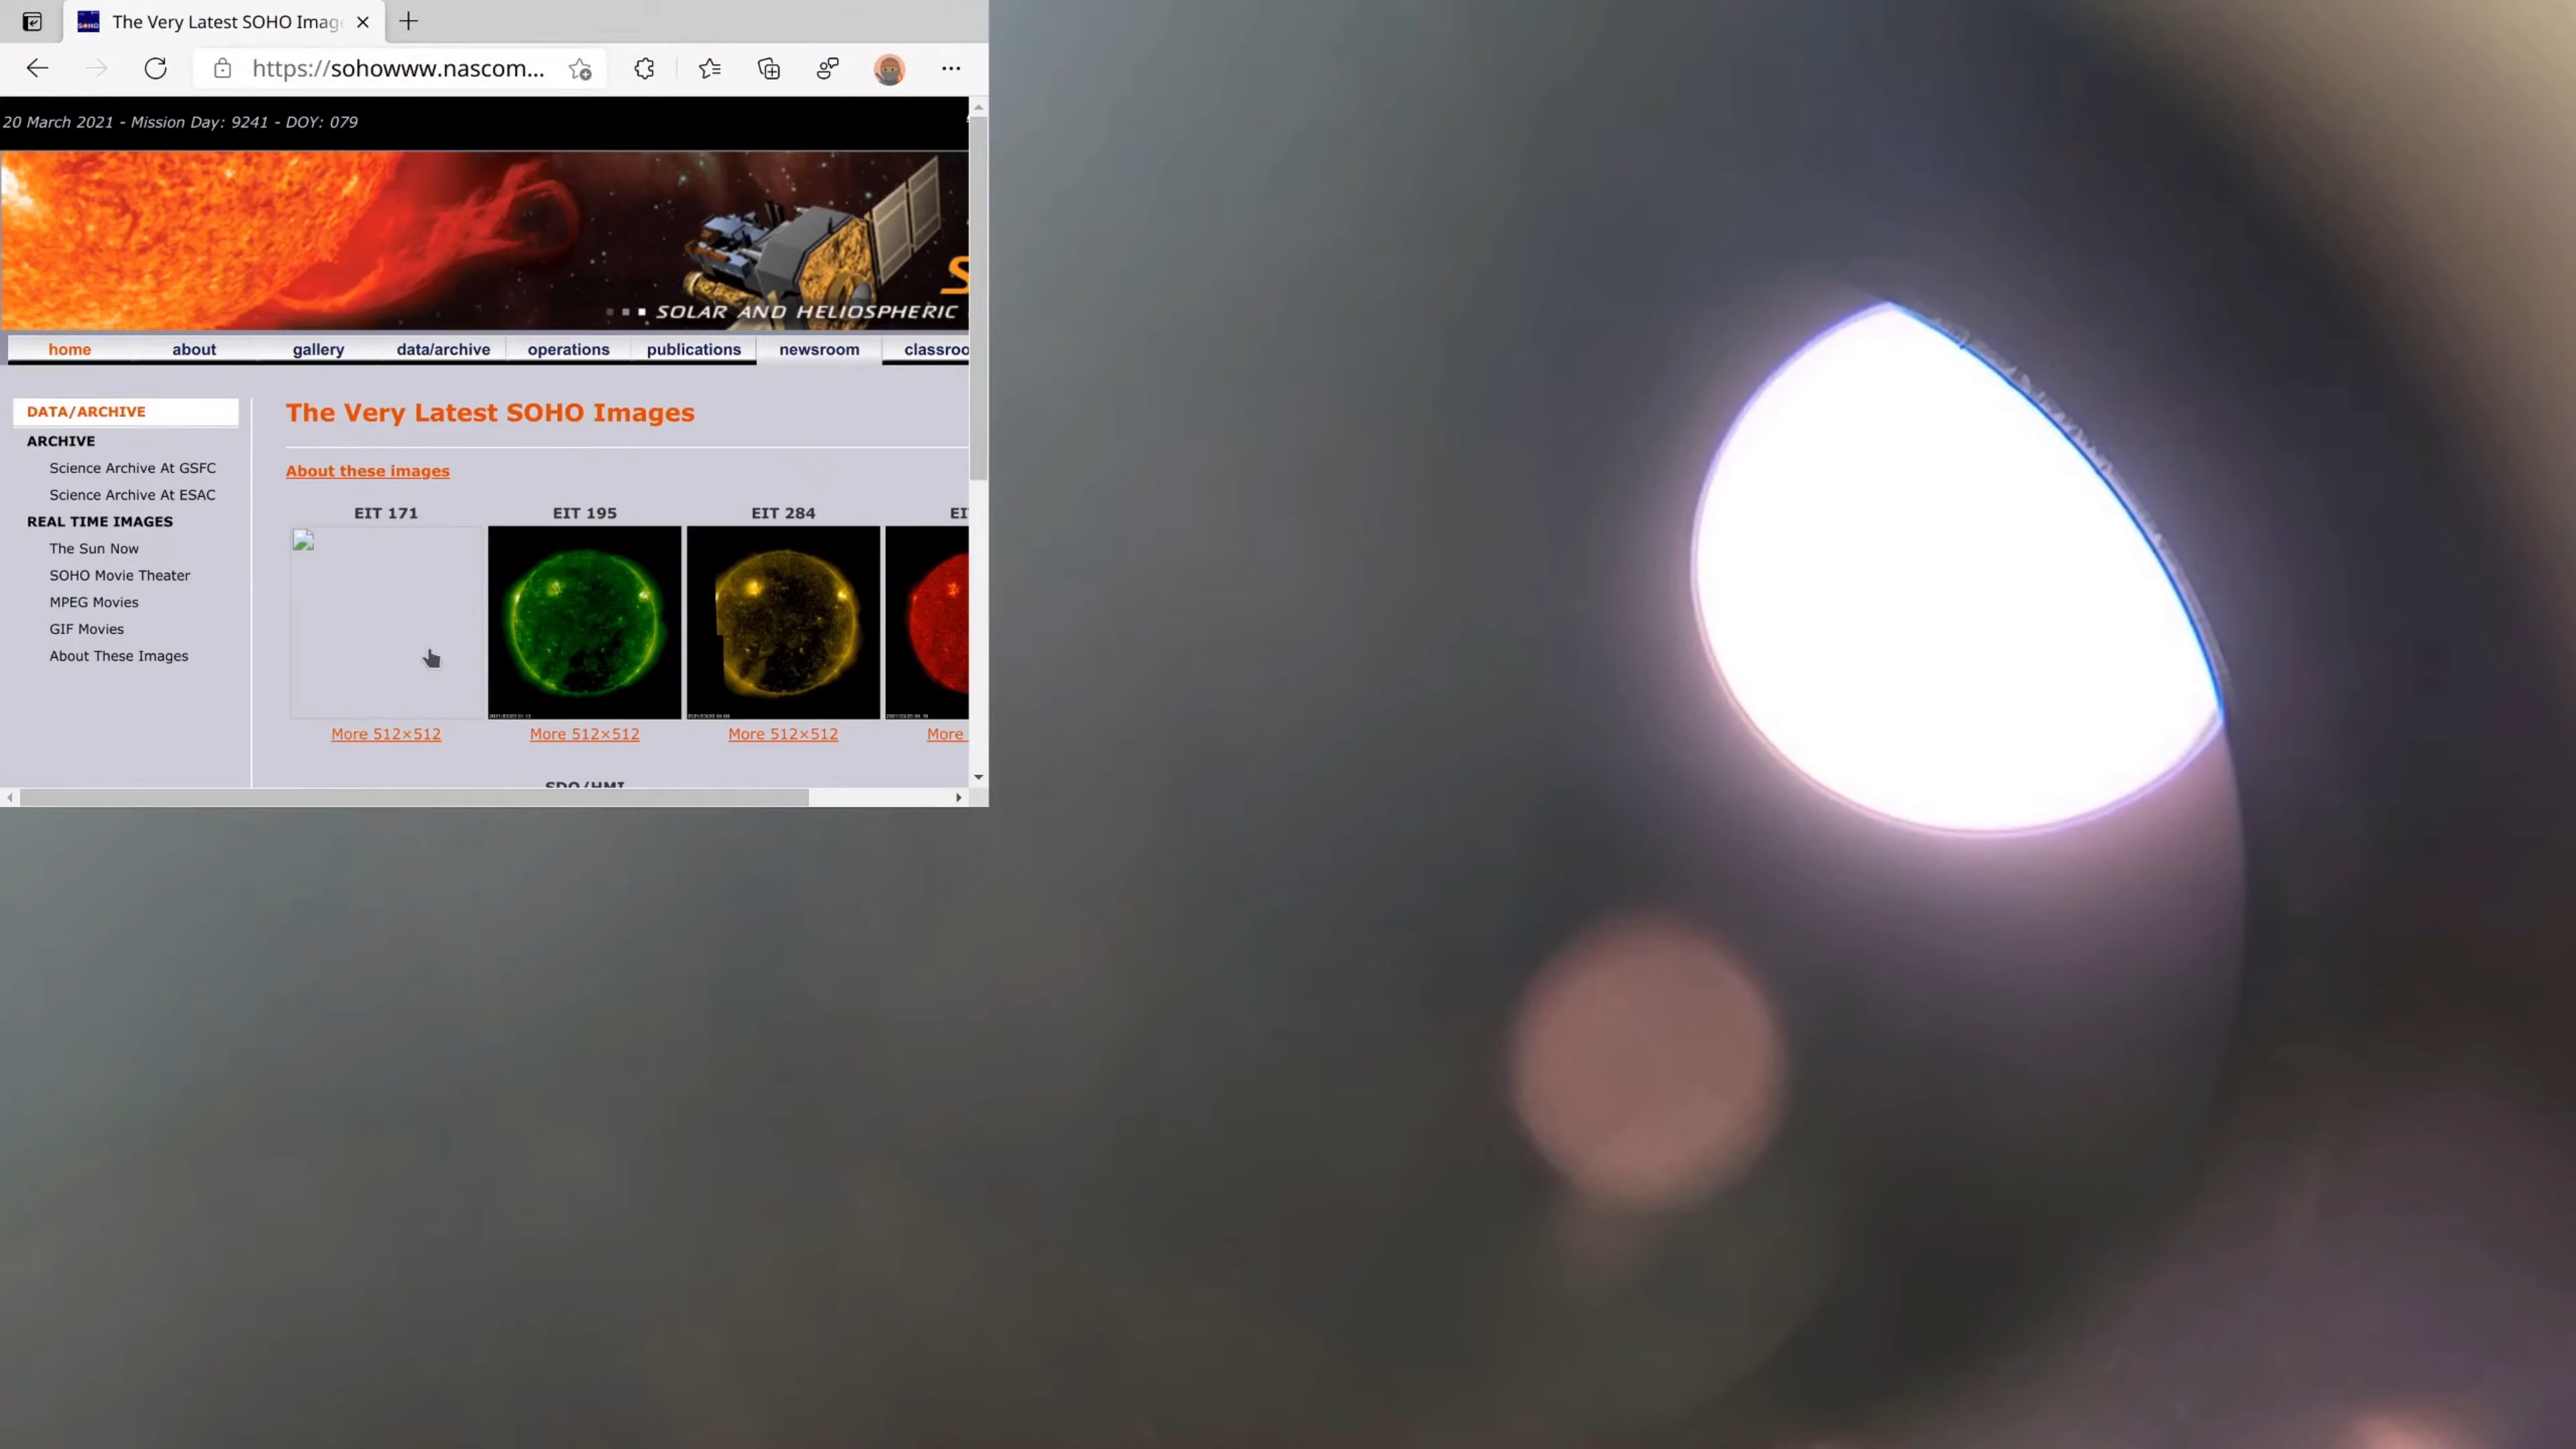 The Very Latest SOHO Imag
https://sohowww.nascom...
20 March 2021 - Mission Day: 9241 - DOY: 079
SOLAR AND HELIOSPHERIC
home about gallery data/archive operations publications newsroom classroo
DATA/ARCHIVE
ARCHIVE
Science Archive At GSFC
Science Archive At ESAC
REAL TIME IMAGES
The Sun Now
SOHO Movie Theater
MPEG Movies
GIF Movies
About These Images
The Very Latest SOHO Images
About these images
EIT 171 EIT 195 EIT 284 EI
More 512×512 More 512×512 More 512×512 More
SDO/HMI